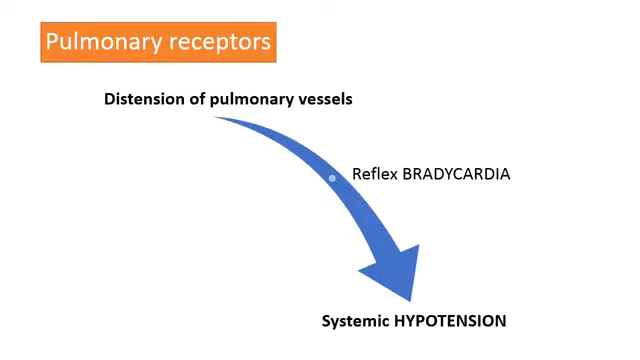 Pulmonary receptors
Distension of pulmonary vessels
Reflex BRADYCARDIA
Systemic HYPOTENSION